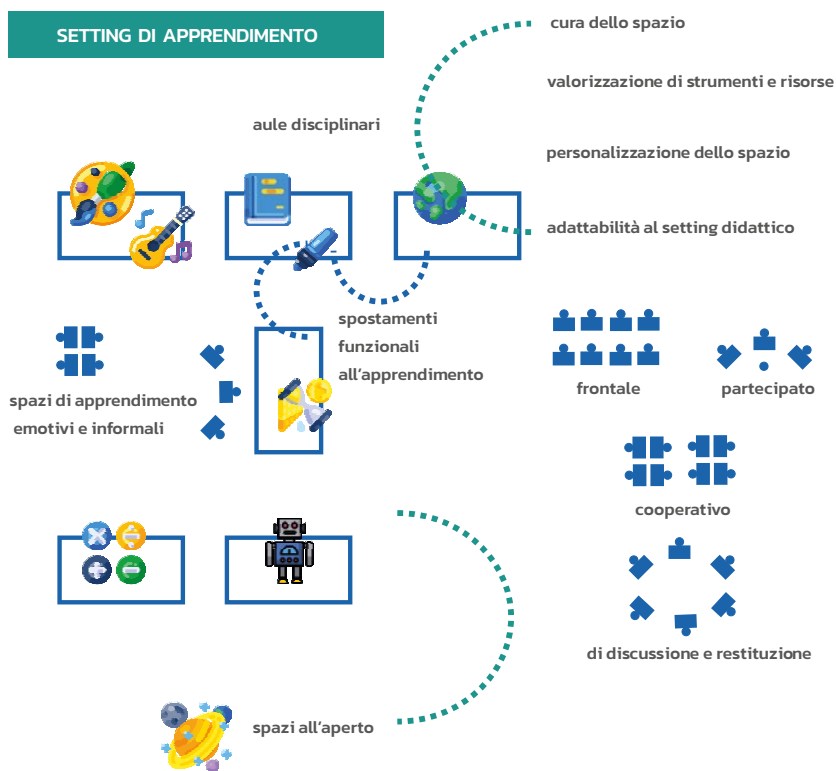 SETTING DI APPRENDIMENTO
cura dello spazio
valorizzazione di strumenti e risorse
aule disciplinari
personalizzazione dello spazio
adattabilità al setting didattico
spostamenti
funzionali
all'apprendimento
spazi di apprendimento
emotivi e informali
frontale
partecipato
cooperativo
di discussione e restituzione
spazi all'aperto